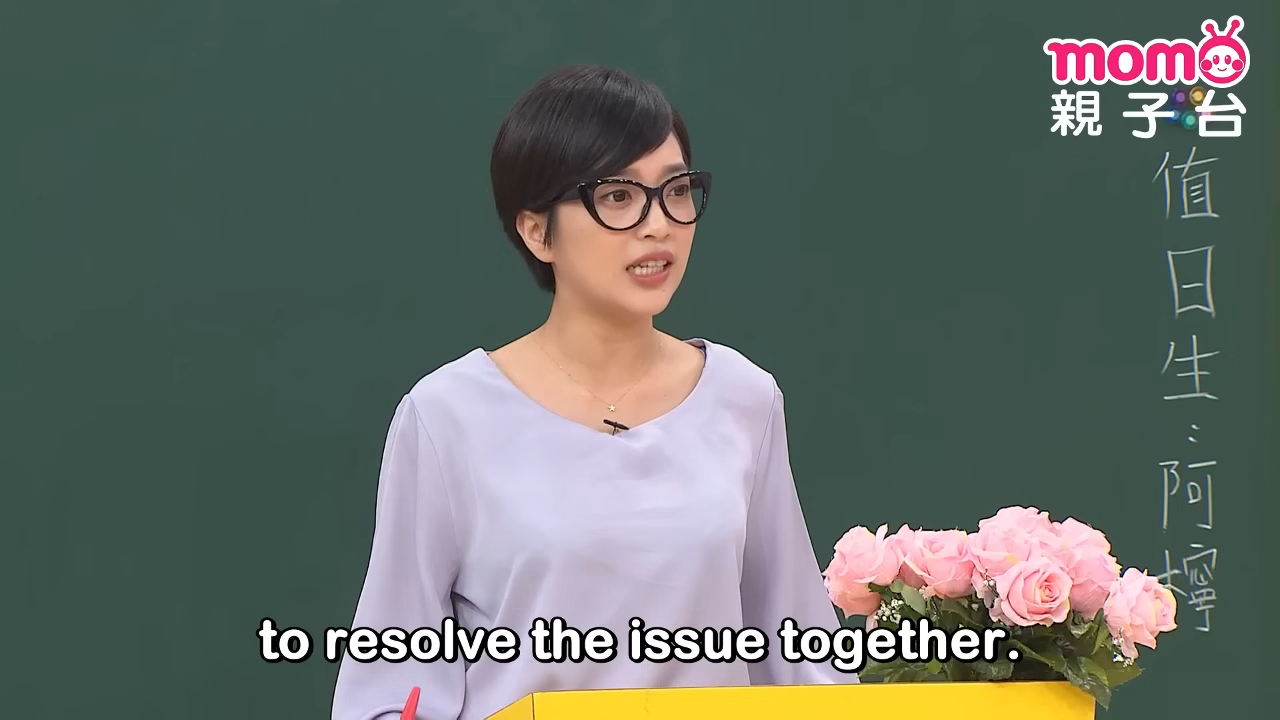 momo
親子台
值日生：阿檸
to resolve the issue together.